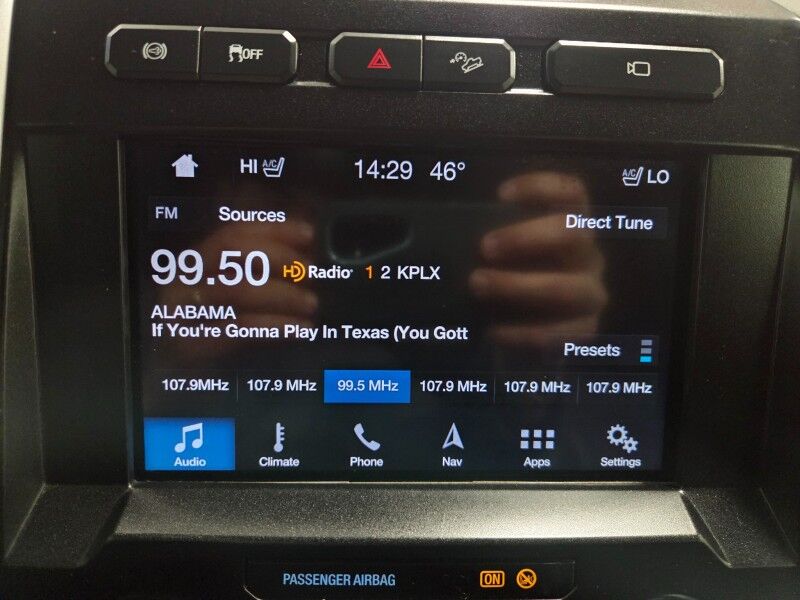 OFF
HI A/C 14:29 46° A/C LO
FM Sources Direct Tune
99.50 HD Radio 1 2 KPLX
ALABAMA
If You're Gonna Play In Texas (You Gott
Presets
107.9MHz 107.9 MHz 99.5 MHz 107.9 MHz 107.9 MHz 107.9 MHz
Audio Climate Phone Nav Apps Settings
PASSENGER AIRBAG ON